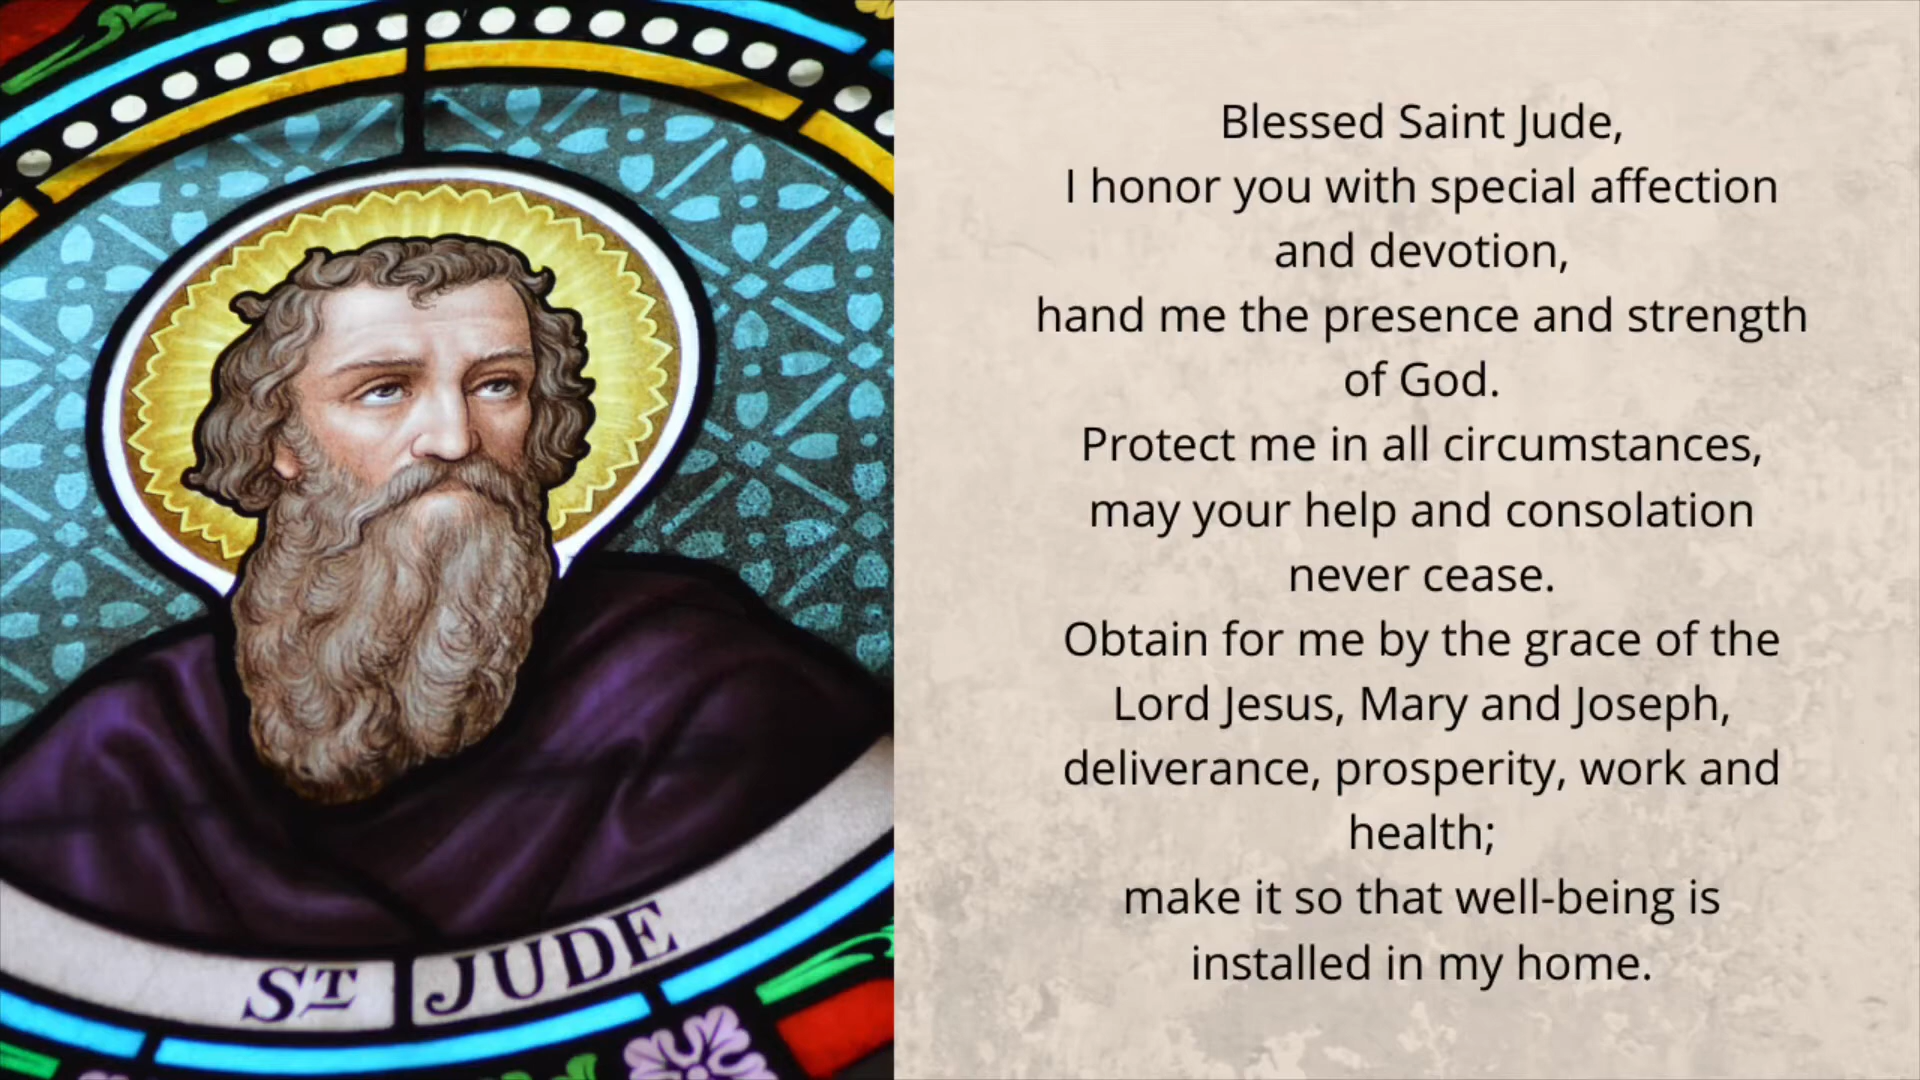 ST JUDE
Blessed Saint Jude,
I honor you with special affection
and devotion,
hand me the presence and strength
of God.
Protect me in all circumstances,
may your help and consolation
never cease.
Obtain for me by the grace of the
Lord Jesus, Mary and Joseph,
deliverance, prosperity, work and
health;
make it so that well-being is
installed in my home.